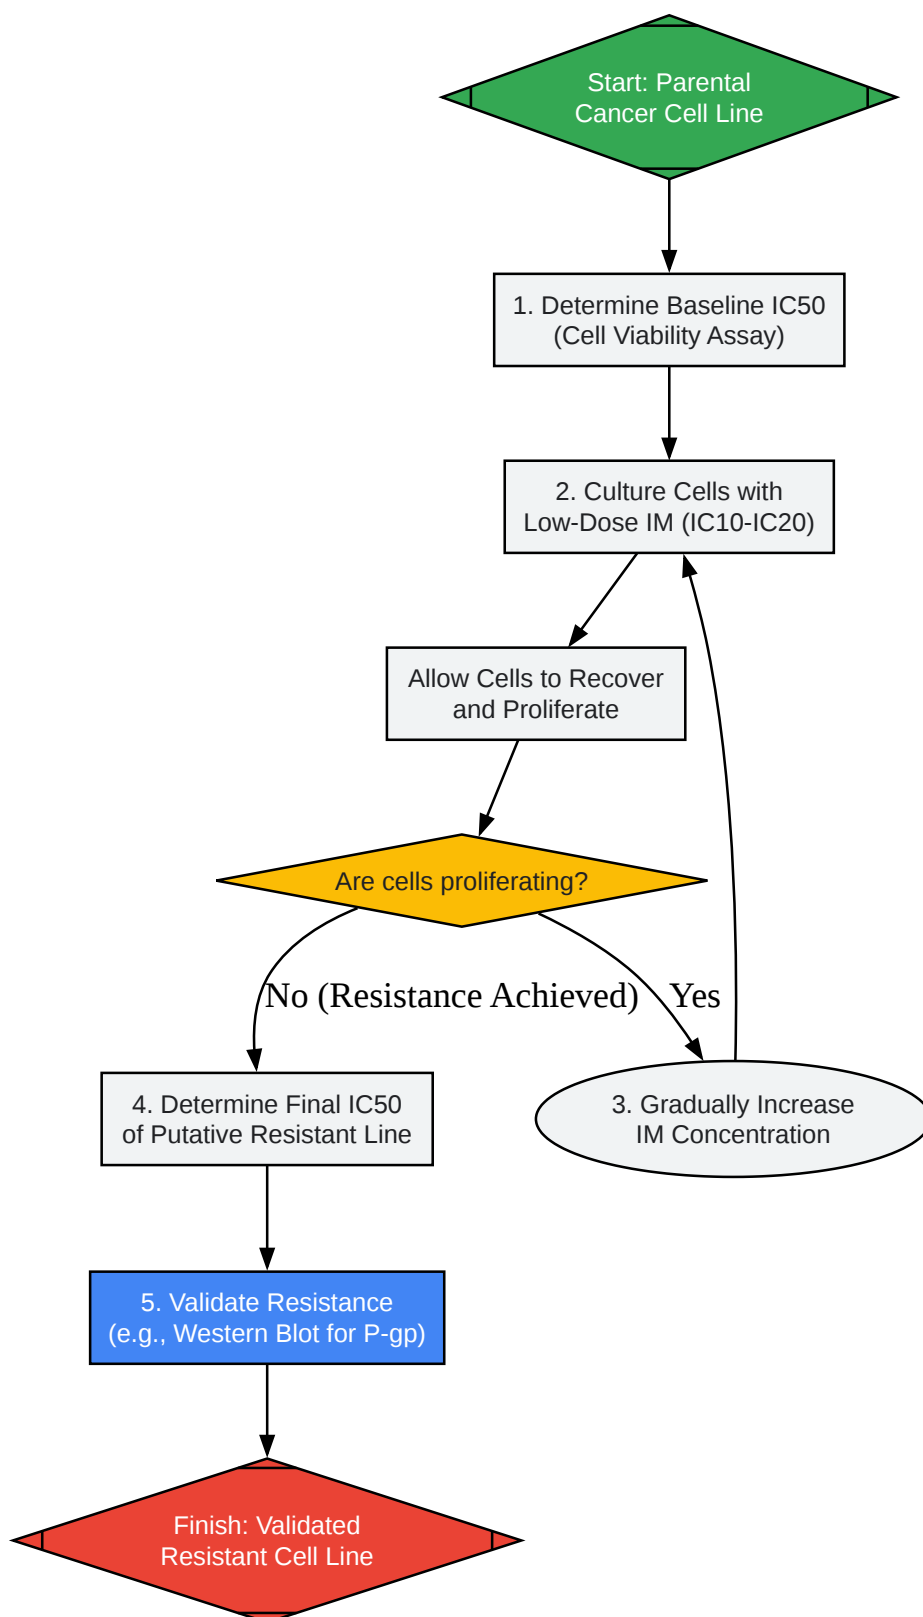 Start: Parental
Cancer Cell Line
1. Determine Baseline IC50
(Cell Viability Assay)
2. Culture Cells with
Low-Dose IM (IC10-IC20)
Allow Cells to Recover
and Proliferate
Are cells proliferating?
No (Resistance Achieved)
Yes
4. Determine Final IC50
of Putative Resistant Line
3. Gradually Increase
IM Concentration
5. Validate Resistance
(e.g., Western Blot for P-gp)
Finish: Validated
Resistant Cell Line